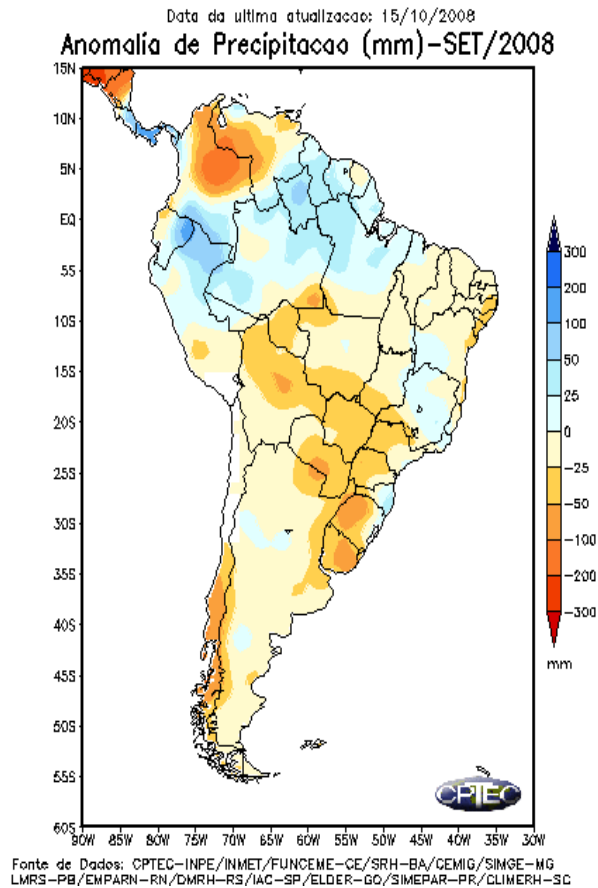 Data da ultima atualizacao: 15/10/2008
Anomalia de Precipitacao (mm)-SET/2008
15N
10N
5N
EQ
5S
10S
15S
20S
25S
30S
35S
40S
45S
50S
55S
60S
90W 85W 80W 75W 70W 65W 60W 55W 50W 45W 40W 35W 30W
300
200
100
50
25
0
-25
-50
-100
-200
-300
mm
CPTEC
Fonte de Dados: CPTEC-INPE/INMET/FUNCEME-CE/SRH-BA/CEMIG/SIMGE-MG
LMRS-PB/EMPARN-RN/DMRH-RS/IAC-SP/ELDER-GO/SIMEPAR-PR/CLIMERH-SC